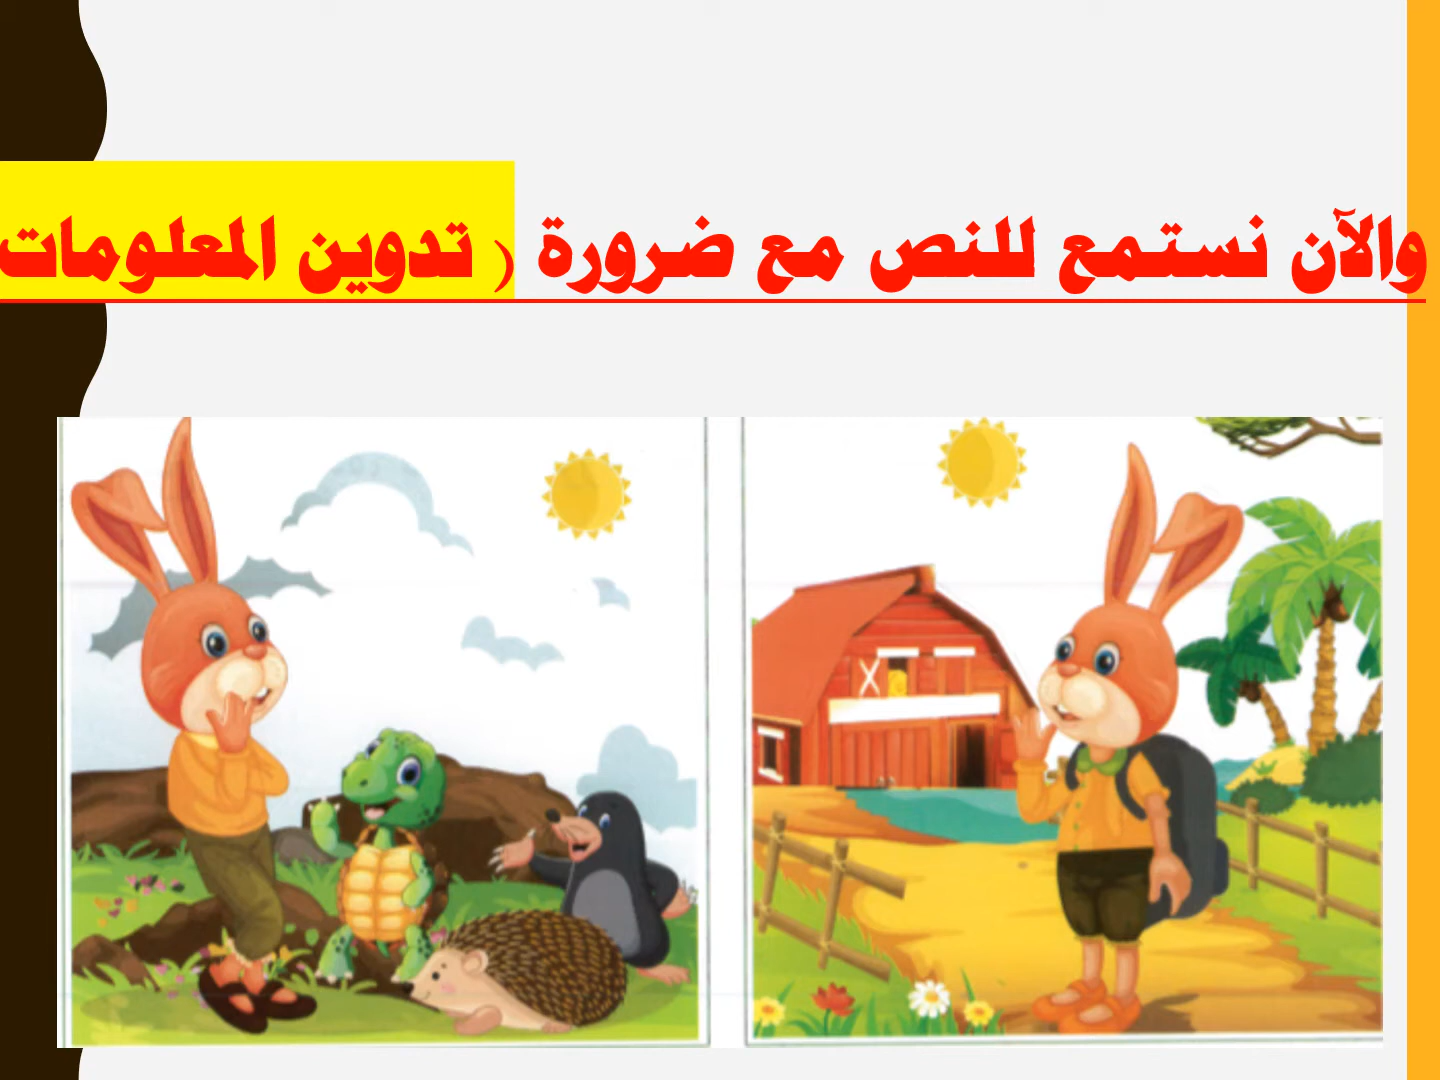 والآن نستمع للنص مع ضرورة ( تدوين المعلومات